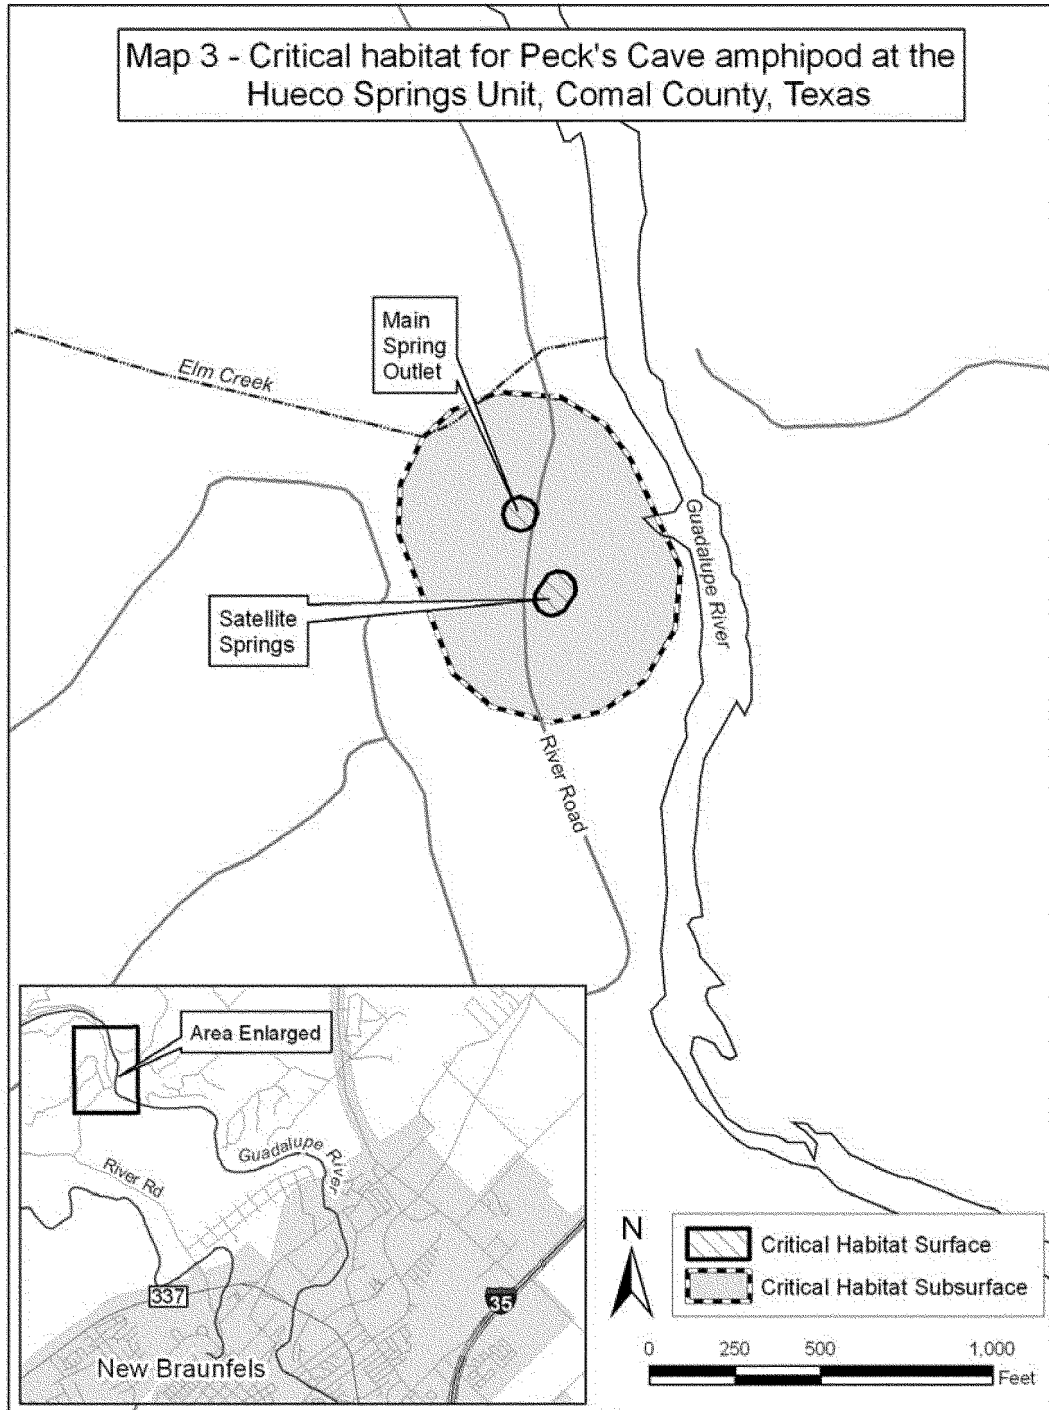 Map 3 - Critical habitat for Peck's Cave amphipod at the
Hueco Springs Unit, Comal County, Texas
Main
Spring
Outlet
Elm Creek
Guadalupe River
Satellite
Springs
River Road
Area Enlarged
Guadalupe River
River Rd
337
35
New Braunfels
N
Critical Habitat Surface
Critical Habitat Subsurface
0 250 500 1,000
Feet